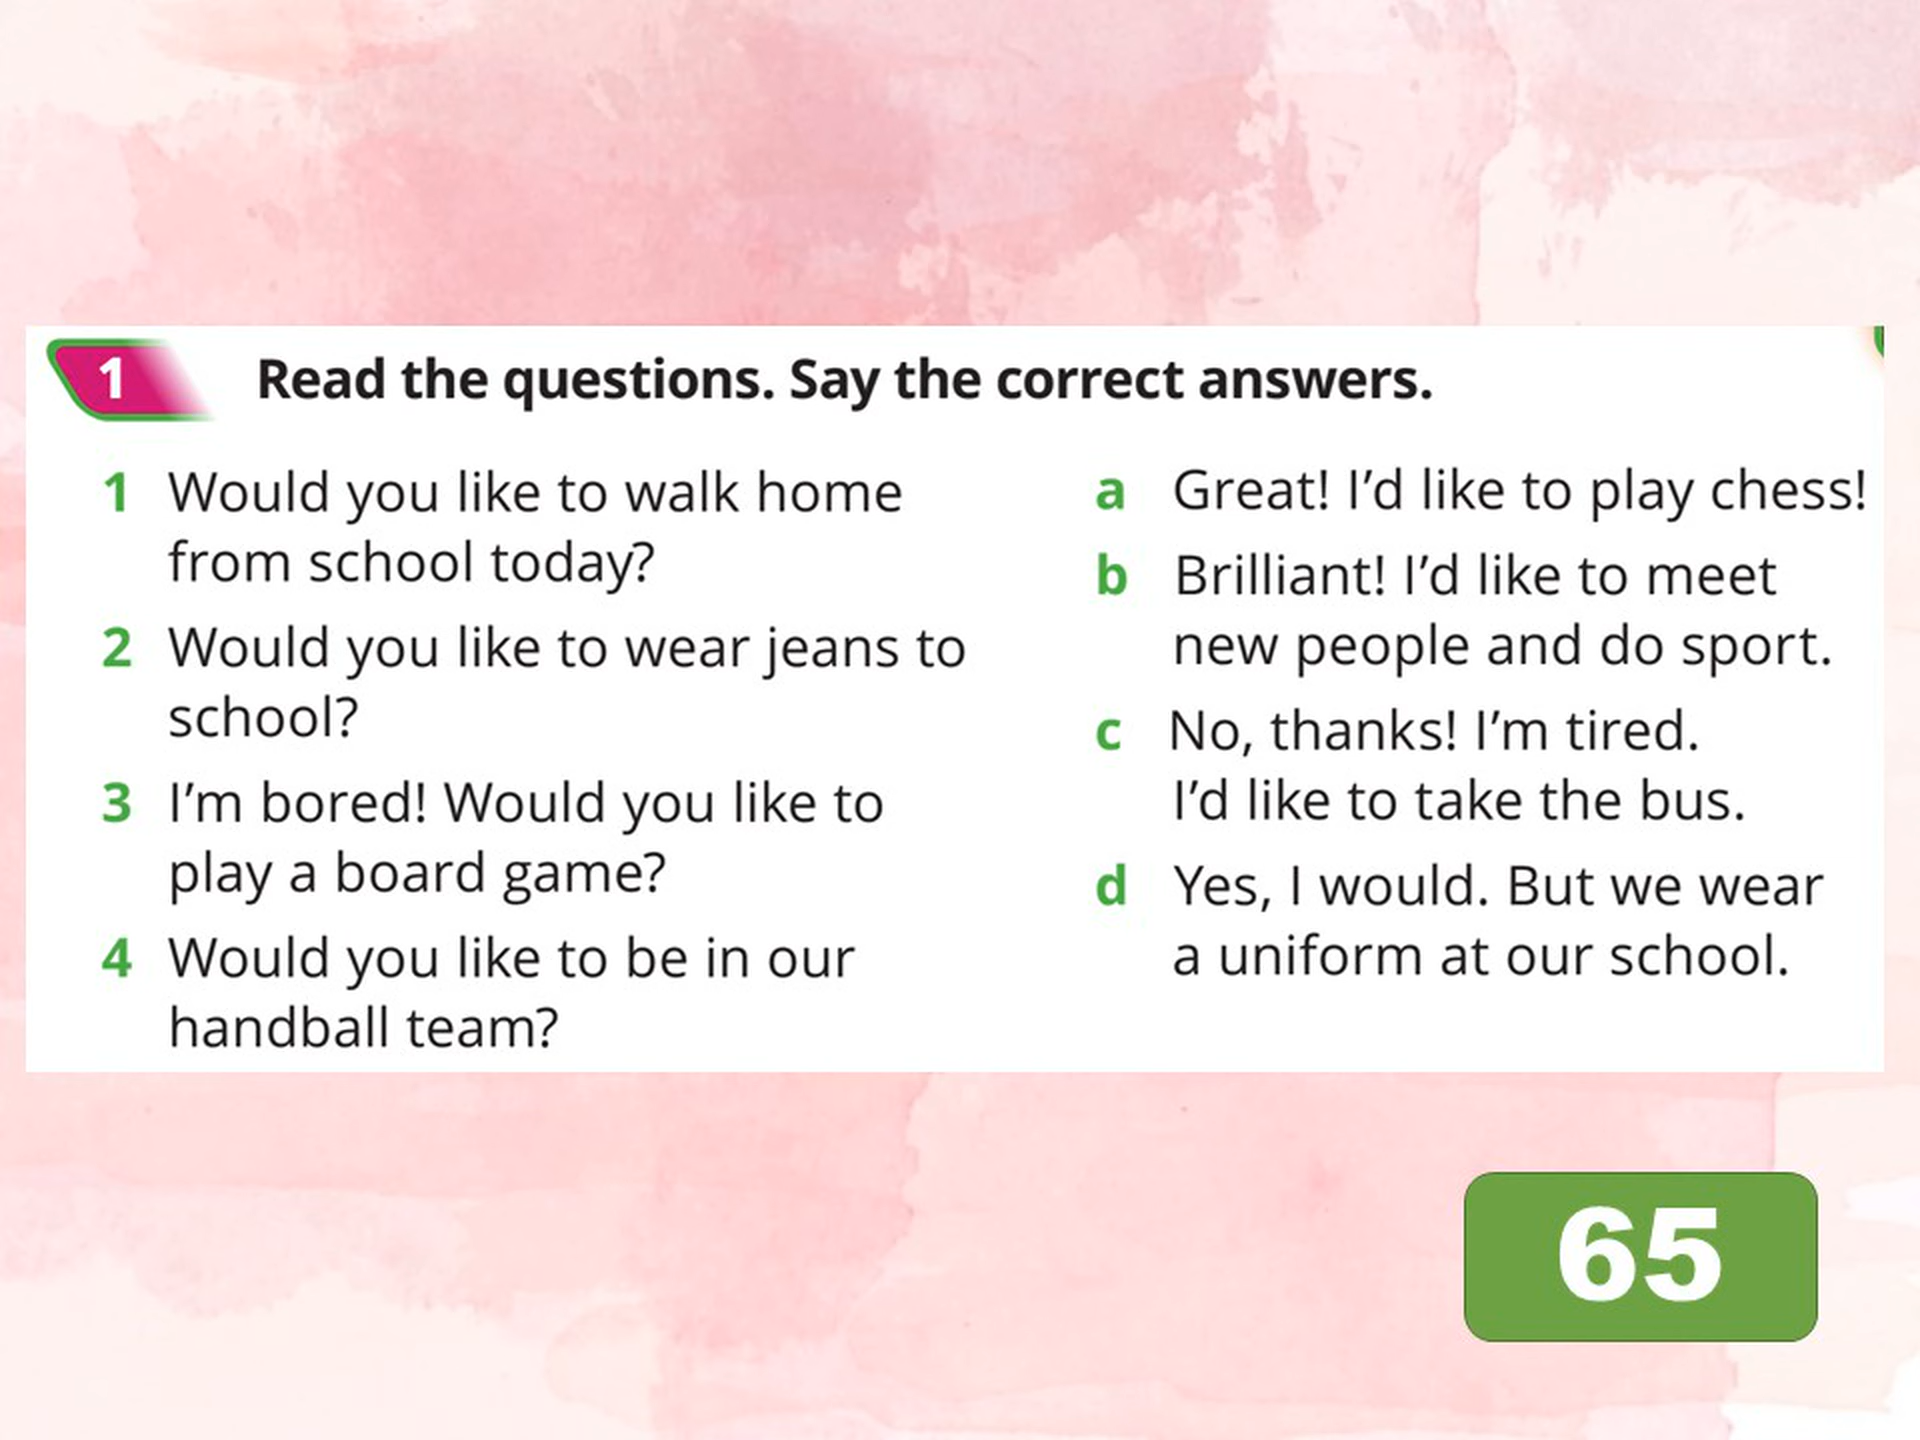 1 Read the questions. Say the correct answers.
1 Would you like to walk home
from school today?
2 Would you like to wear jeans to
school?
3 I'm bored! Would you like to
play a board game?
4 Would you like to be in our
handball team?
a Great! I'd like to play chess!
b Brilliant! I'd like to meet
new people and do sport.
c No, thanks! I'm tired.
I'd like to take the bus.
d Yes, I would. But we wear
a uniform at our school.
65